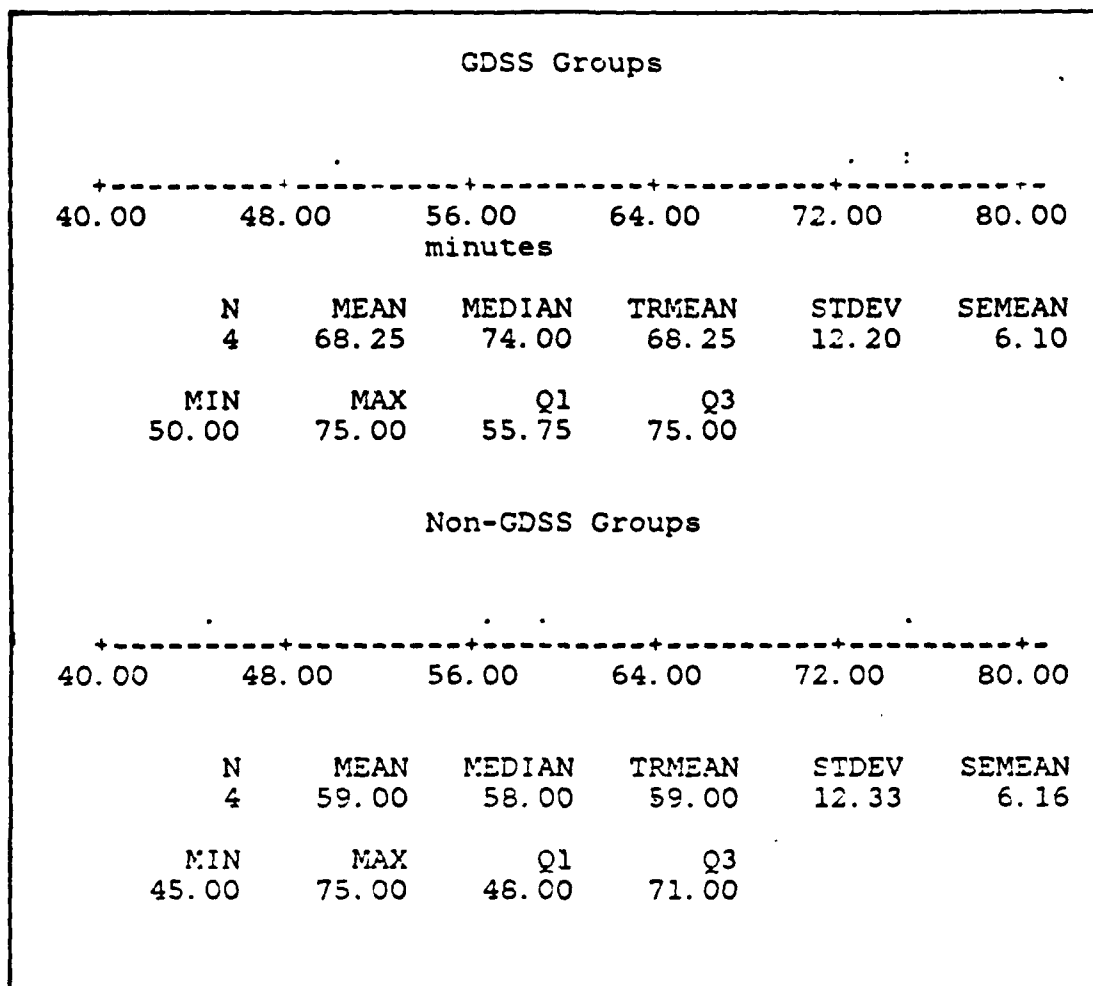 GDSS Groups
40.00 48.00 56.00 64.00 72.00 80.00
minutes
N MEAN MEDIAN TRMEAN STDEV SEMEAN
4 68.25 74.00 68.25 12.20 6.10
MIN MAX Q1 Q3
50.00 75.00 55.75 75.00
Non-GDSS Groups
40.00 48.00 56.00 64.00 72.00 80.00
N MEAN MEDIAN TRMEAN STDEV SEMEAN
4 59.00 58.00 59.00 12.33 6.16
MIN MAX Q1 Q3
45.00 75.00 48.00 71.00